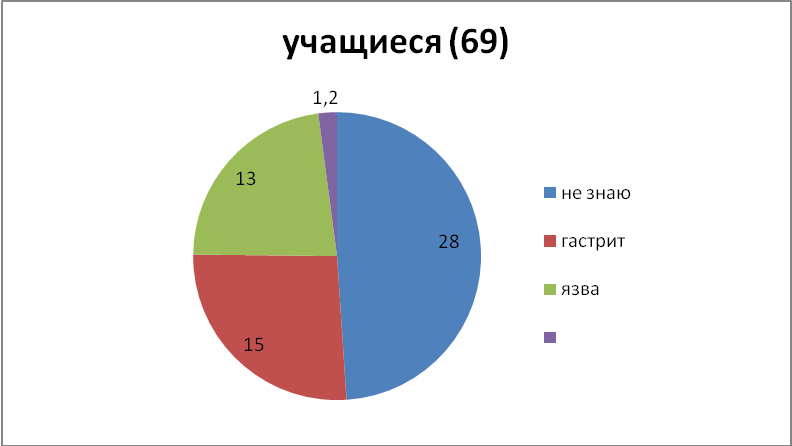 учащиеся (69)
1,2
13
28
15
не знаю
гастрит
язва